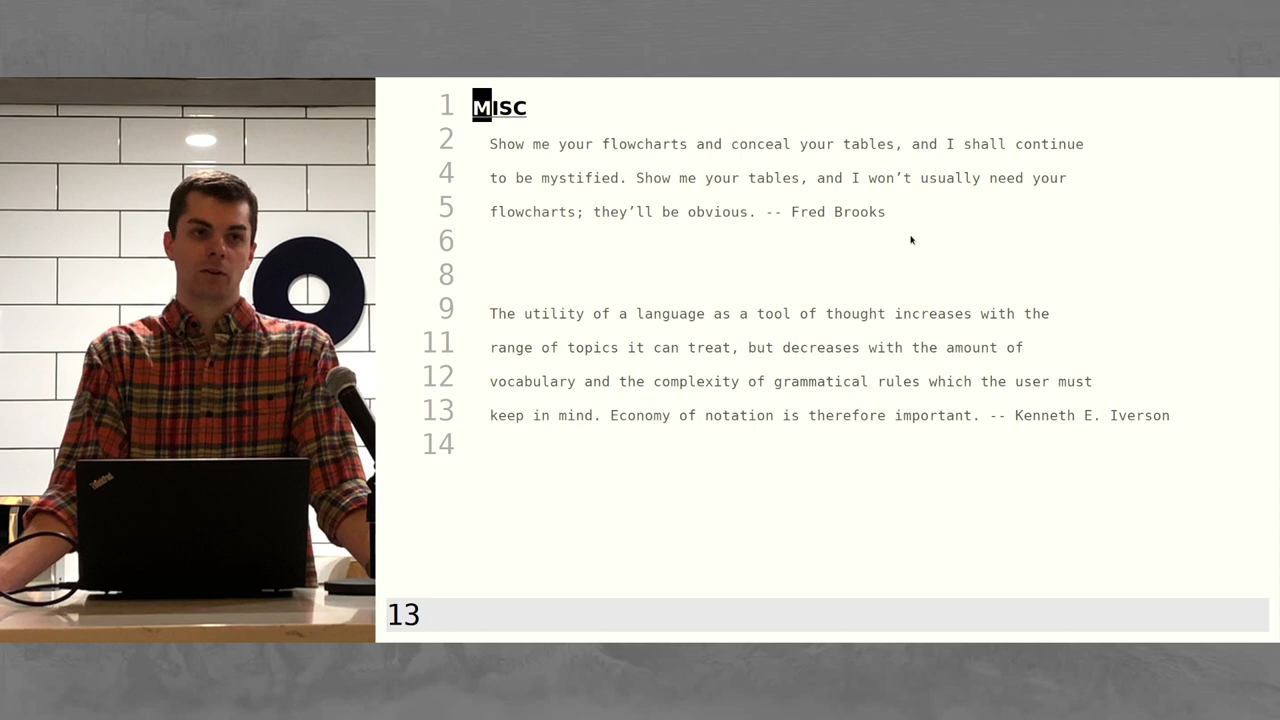 1 MISC
2 Show me your flowcharts and conceal your tables, and I shall continue
4 to be mystified. Show me your tables, and I won’t usually need your
5 flowcharts; they’ll be obvious. -- Fred Brooks
6
8
9 The utility of a language as a tool of thought increases with the
11 range of topics it can treat, but decreases with the amount of
12 vocabulary and the complexity of grammatical rules which the user must
13 keep in mind. Economy of notation is therefore important. -- Kenneth E. Iverson
14
13
ThinkPad